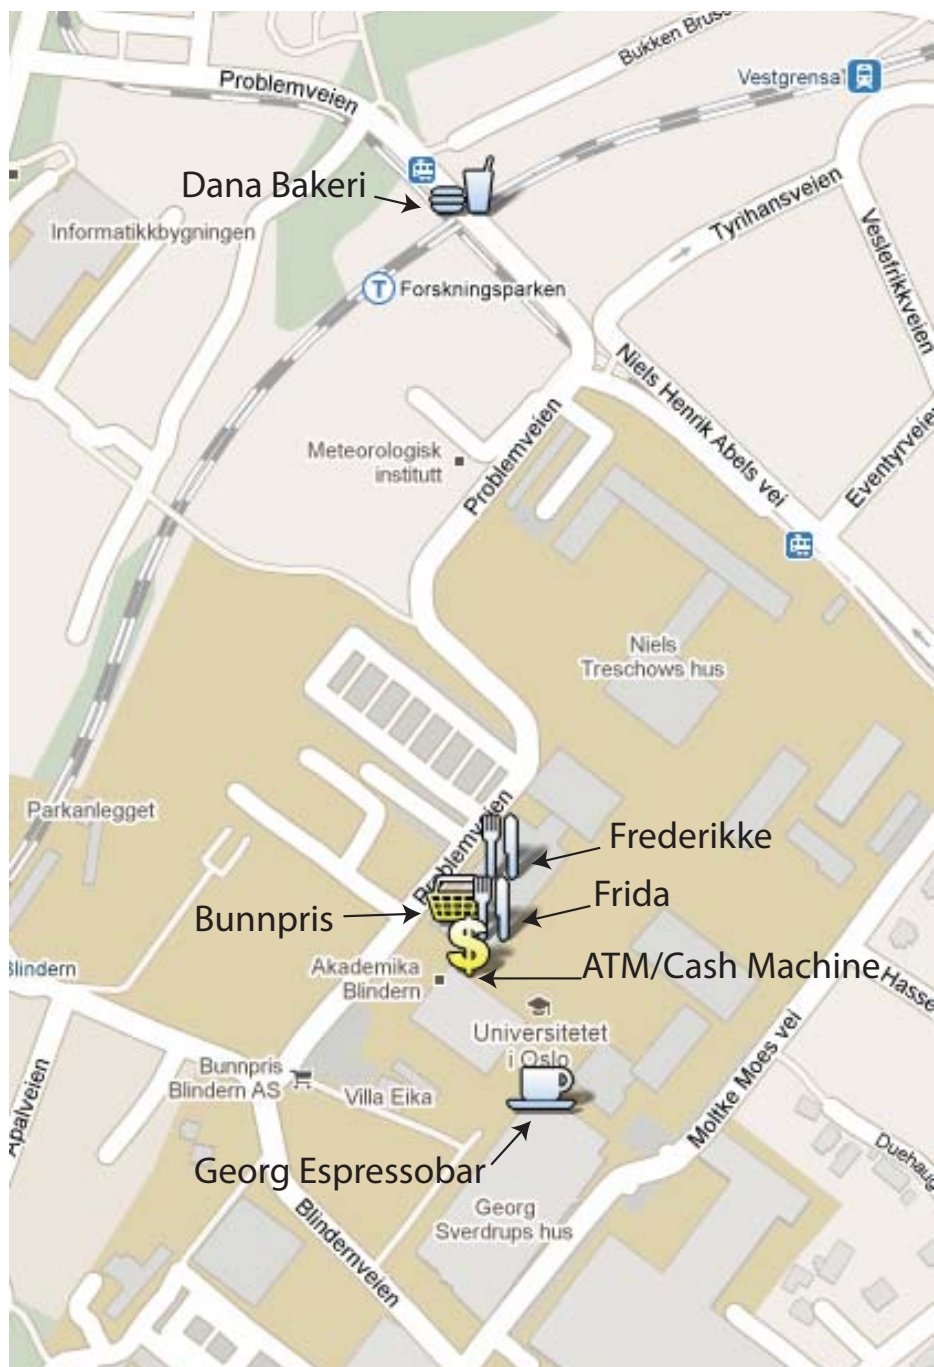 Bukken Brus
Problemveien
Vestgrensa
Dana Bakeri
Tyrihansveien
Informatikkbygningen
T
Forskningsparken
Veslefrikkveien
Niels Henrik Abels vei
Problemveien
Meteorologisk
institutt
Eventyrveien
Niels
Treschows hus
Parkanlegget
Problemveien
Frederikke
Frida
Bunnpris
$
ATM/Cash Machine
Blindern
Akademika
Blindern
Hasse
Universitetet
i Oslo
Moltke Moes vei
Bunnpris
Blindern AS
Villa Eika
Apalveien
Duehaug
Georg Espressobar
Blindernveien
Georg
Sverdrups hus